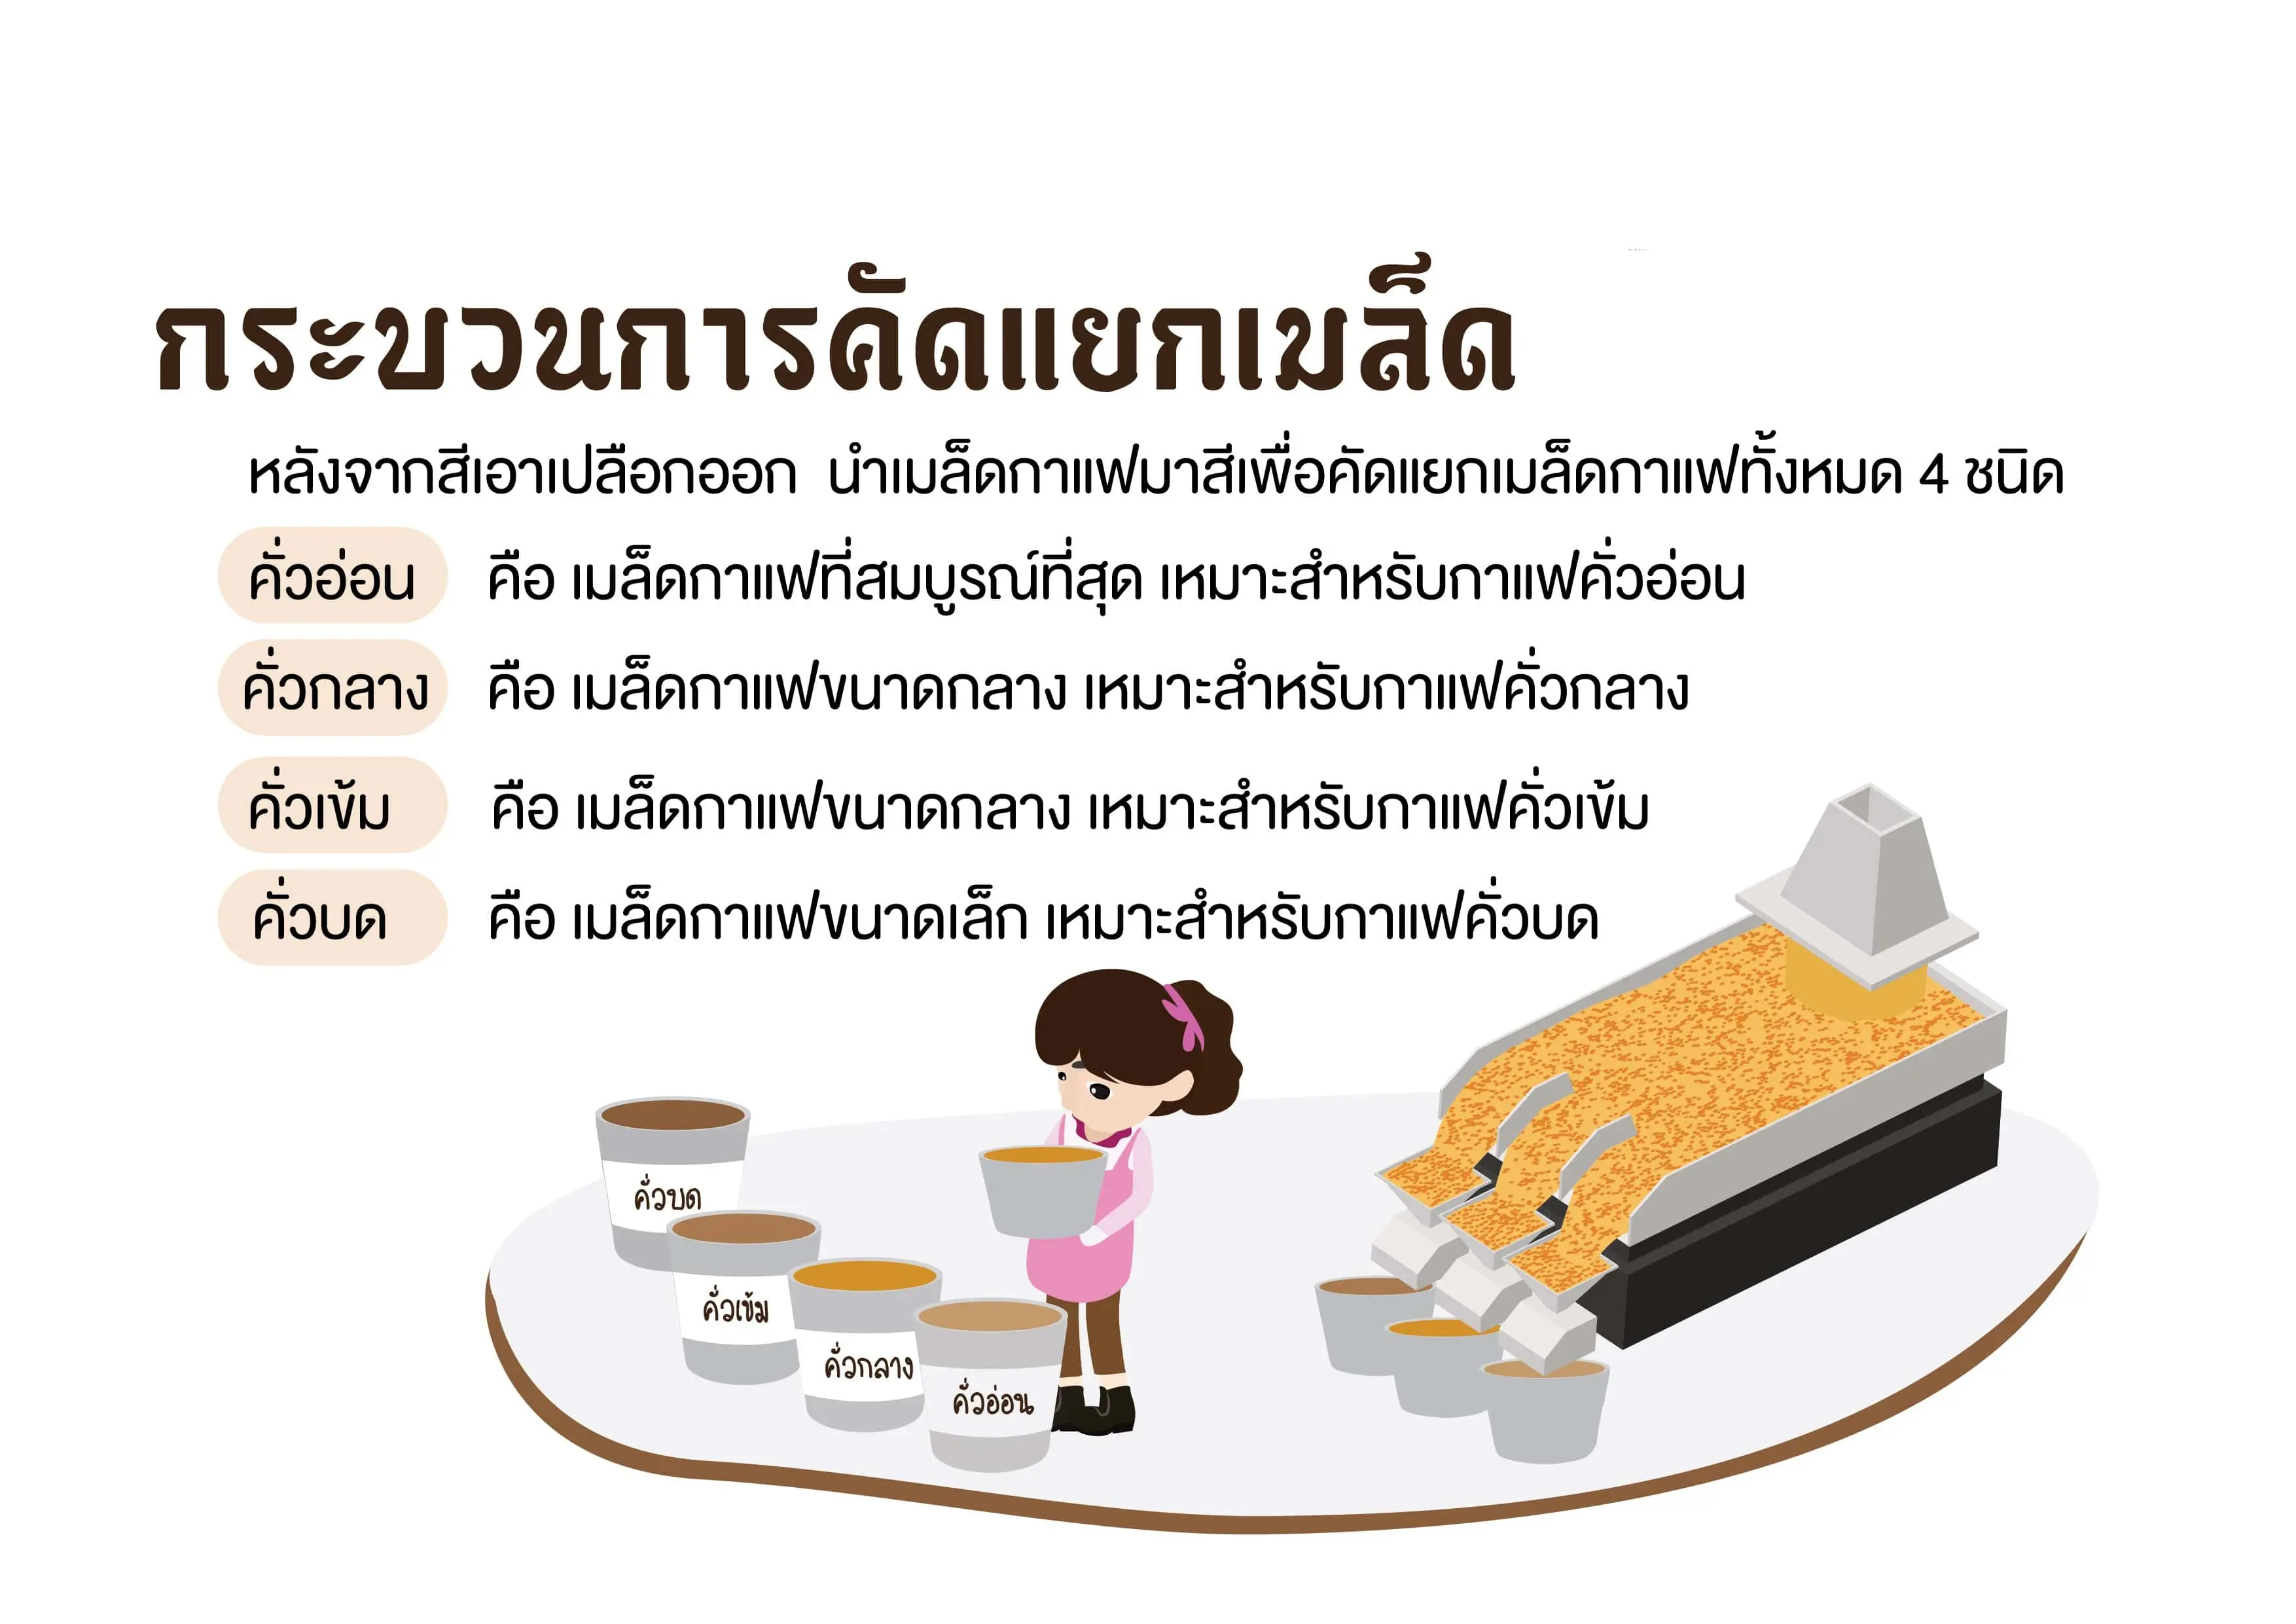 กระบวนการคัดแยกเมล็ด
หลังจากสีเอาเปลือกออก นำเมล็ดกาแฟมาสีเพื่อคัดแยกเมล็ดกาแฟทั้งหมด 4 ชนิด
คั่วอ่อน คือ เมล็ดกาแฟที่สมบูรณ์ที่สุด เหมาะสำหรับกาแฟคั่วอ่อน
คั่วกลาง คือ เมล็ดกาแฟขนาดกลาง เหมาะสำหรับกาแฟคั่วกลาง
คั่วเข้ม คือ เมล็ดกาแฟขนาดกลาง เหมาะสำหรับกาแฟคั่วเข้ม
คั่วบด คือ เมล็ดกาแฟขนาดเล็ก เหมาะสำหรับกาแฟคั่วบด
คั่วบด
คั่วเข้ม
คั่วกลาง
คั่วอ่อน